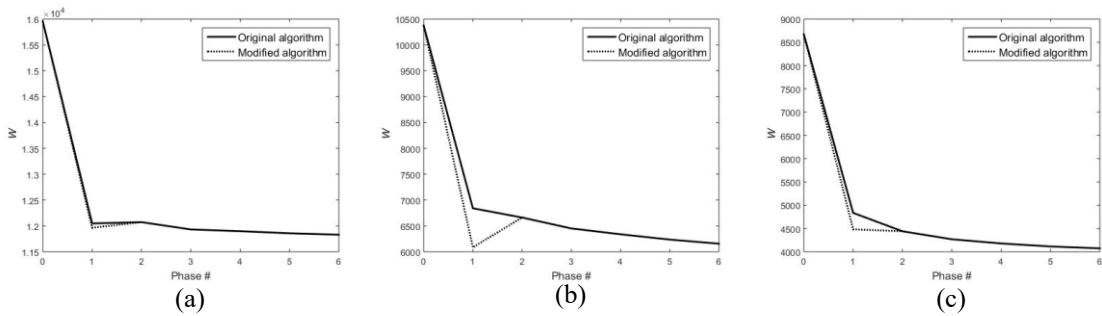 × 10⁴
1.6
1.55
1.5
1.45
1.4
1.35
1.3
1.25
1.2
1.15
W
0 1 2 3 4 5 6
Phase #
Original algorithm
Modified algorithm
(a)
10500
10000
9500
9000
8500
8000
7500
7000
6500
6000
W
0 1 2 3 4 5 6
Phase #
Original algorithm
Modified algorithm
(b)
9000
8500
8000
7500
7000
6500
6000
5500
5000
4500
4000
W
0 1 2 3 4 5 6
Phase #
Original algorithm
Modified algorithm
(c)